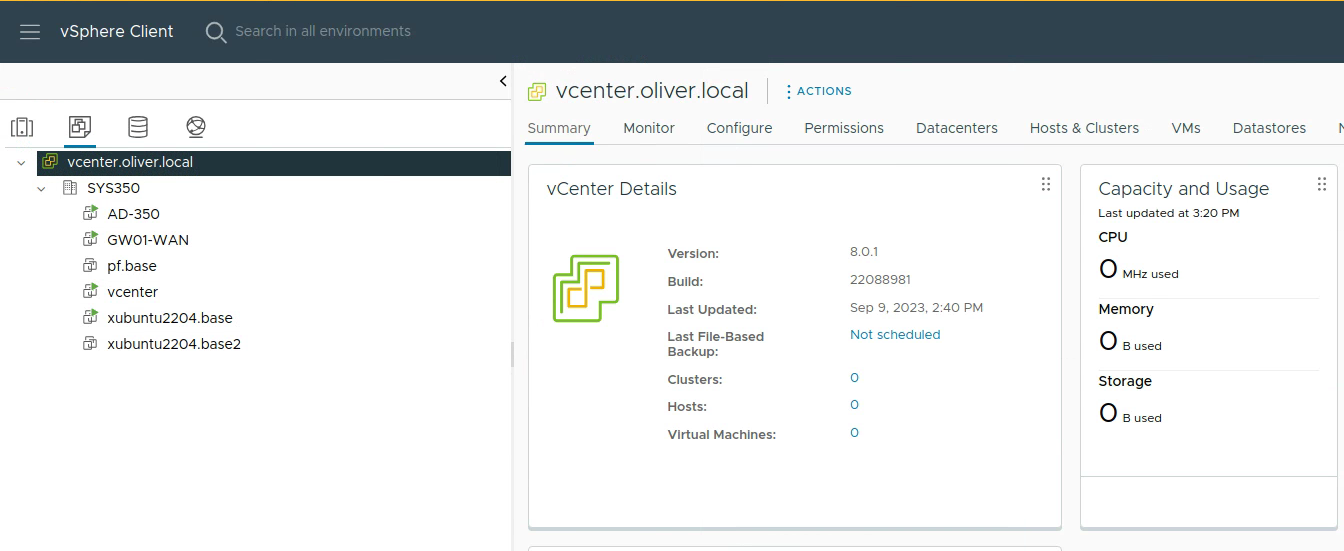 vSphere Client
Search in all environments
vcenter.oliver.local
SYS350
AD-350
GW01-WAN
pf.base
vcenter
xubuntu2204.base
xubuntu2204.base2
vcenter.oliver.local
ACTIONS
Summary Monitor Configure Permissions Datacenters Hosts & Clusters VMs Datastores N
vCenter Details
Version: 8.0.1
Build: 22088981
Last Updated: Sep 9, 2023, 2:40 PM
Last File-Based Not scheduled
Backup:
Clusters: 0
Hosts: 0
Virtual Machines: 0
Capacity and Usage
Last updated at 3:20 PM
CPU
0 MHz used
Memory
0 B used
Storage
0 B used